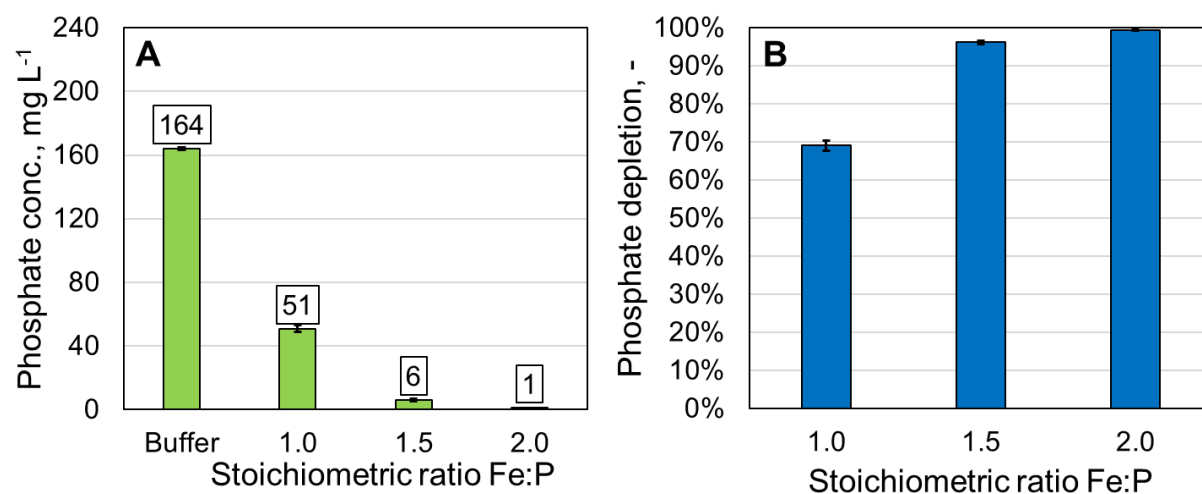 A
Phosphate conc., mg L⁻¹
240
200
160
120
80
40
0
164
51
6
1
Buffer 1.0 1.5 2.0
Stoichiometric ratio Fe:P
B
Phosphate depletion, -
100%
90%
80%
70%
60%
50%
40%
30%
20%
10%
0%
1.0 1.5 2.0
Stoichiometric ratio Fe:P